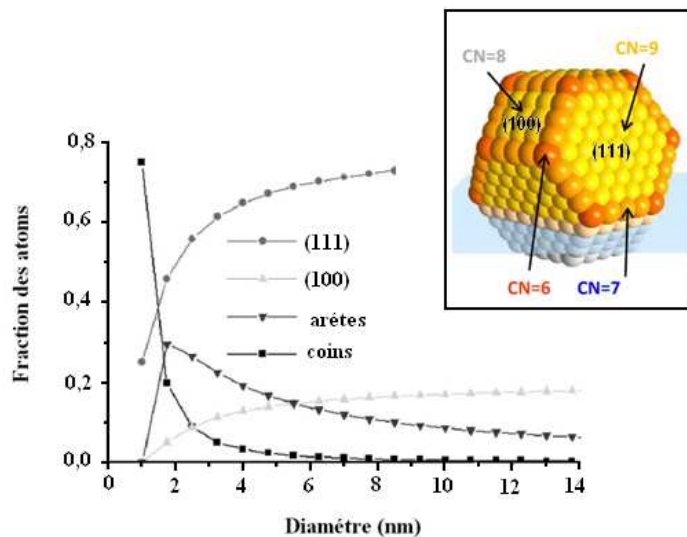 CN=8
CN=9
(100)
(111)
CN=6
CN=7
Fraction des atoms
0,8
0,6
0,4
0,2
0,0
(111)
(100)
arétes
coins
0
2
4
6
8
10
12
14
Diamétre (nm)